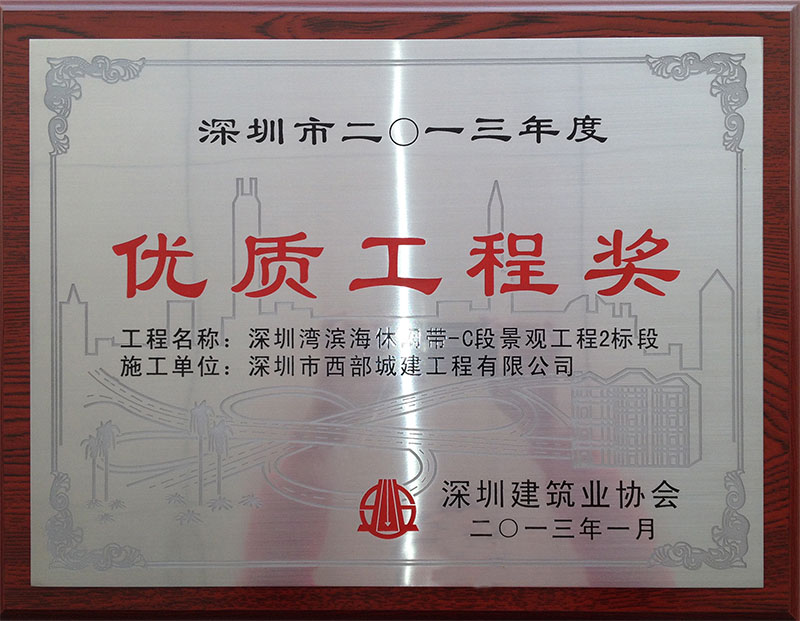 深圳市二〇一三年度
优质工程奖
工程名称：深圳湾滨海休闲带-C段景观工程2标段
施工单位：深圳市西部城建工程有限公司
深圳建筑业协会
二〇一三年一月